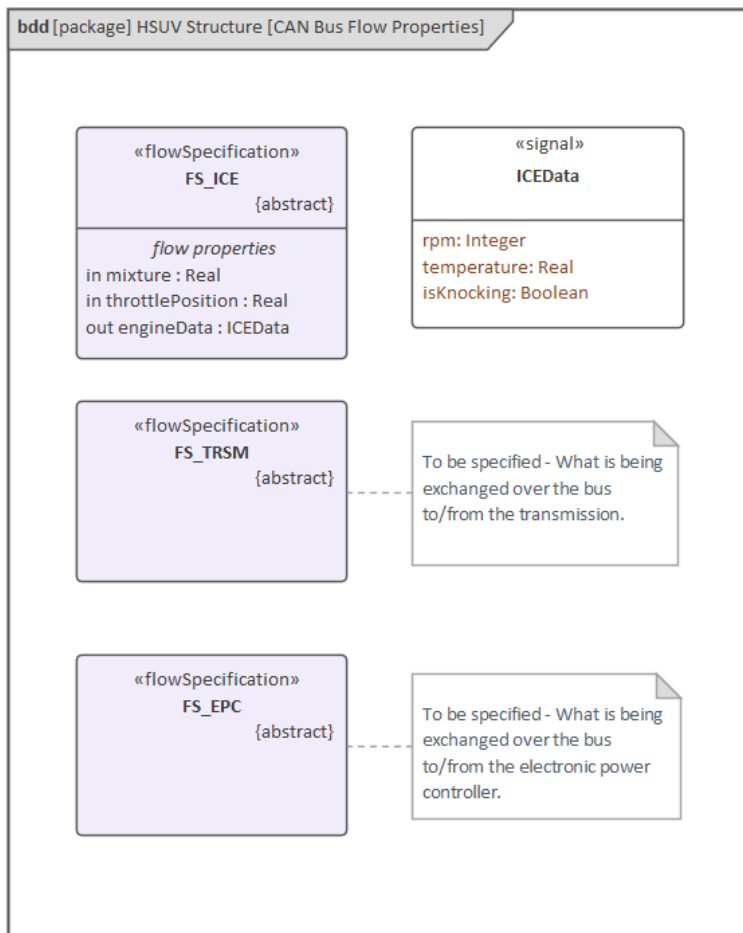 bdd [package] HSUV Structure [CAN Bus Flow Properties]
«flowSpecification»
FS_ICE
{abstract}
flow properties
in mixture : Real
in throttlePosition : Real
out engineData : ICEData
«signal»
ICEData
rpm: Integer
temperature: Real
isKnocking: Boolean
«flowSpecification»
FS_TRSM
{abstract}
To be specified - What is being
exchanged over the bus
to/from the transmission.
«flowSpecification»
FS_EPC
{abstract}
To be specified - What is being
exchanged over the bus
to/from the electronic power
controller.